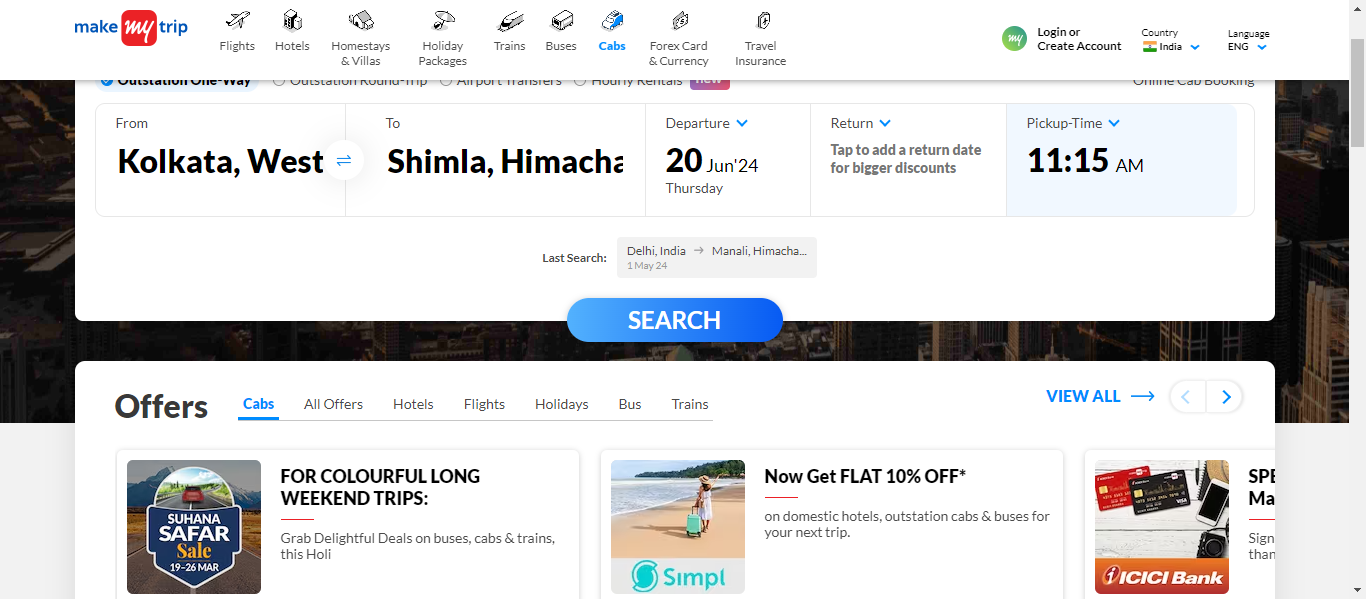 make my trip
Flights
Hotels
Homestays
& Villas
Holiday
Packages
Trains
Buses
Cabs
Forex Card
& Currency
Travel
Insurance
my
Login or
Create Account
Country
India
Language
ENG
Outstation One-Way
Outstation Round-Trip
Airport Transfers
Hourly Rentals
new
Online Cab Booking
From
Kolkata, West
To
Shimla, Himacha
Departure
20 Jun'24
Thursday
Return
Tap to add a return date
for bigger discounts
Pickup-Time
11:15 AM
Last Search:
Delhi, India → Manali, Himacha...
1 May 24
SEARCH
Offers
Cabs
All Offers
Hotels
Flights
Holidays
Bus
Trains
VIEW ALL
SUHANA
SAFAR
Sale
19–26 MAR
FOR COLOURFUL LONG
WEEKEND TRIPS:
Grab Delightful Deals on buses, cabs & trains,
this Holi
Simpl
Now Get FLAT 10% OFF*
on domestic hotels, outstation cabs & buses for
your next trip.
ICICI Bank
SPE
Ma
Sign
than